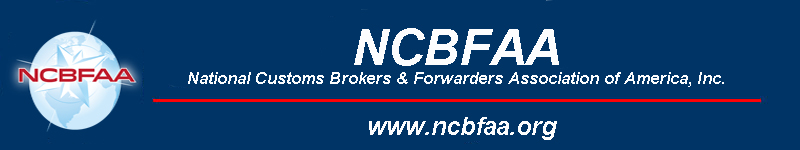 NCBFAA
NCBFAA
National Customs Brokers & Forwarders Association of America, Inc.
www.ncbfaa.org